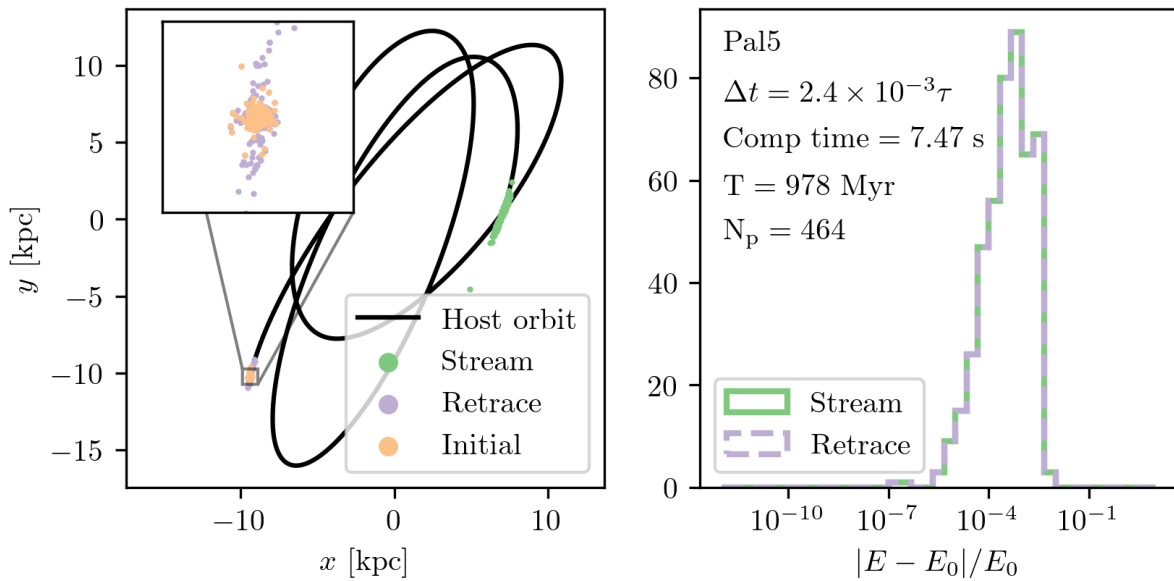 10
5
0
−5
−10
−15
y [kpc]
−10
0
10
x [kpc]
Host orbit
Stream
Retrace
Initial
80
60
40
20
0
Pal5
Δt = 2.4 × 10⁻³τ
Comp time = 7.47 s
T = 978 Myr
Nₚ = 464
Stream
Retrace
10⁻¹⁰
10⁻⁷
10⁻⁴
10⁻¹
|E − E₀|/E₀